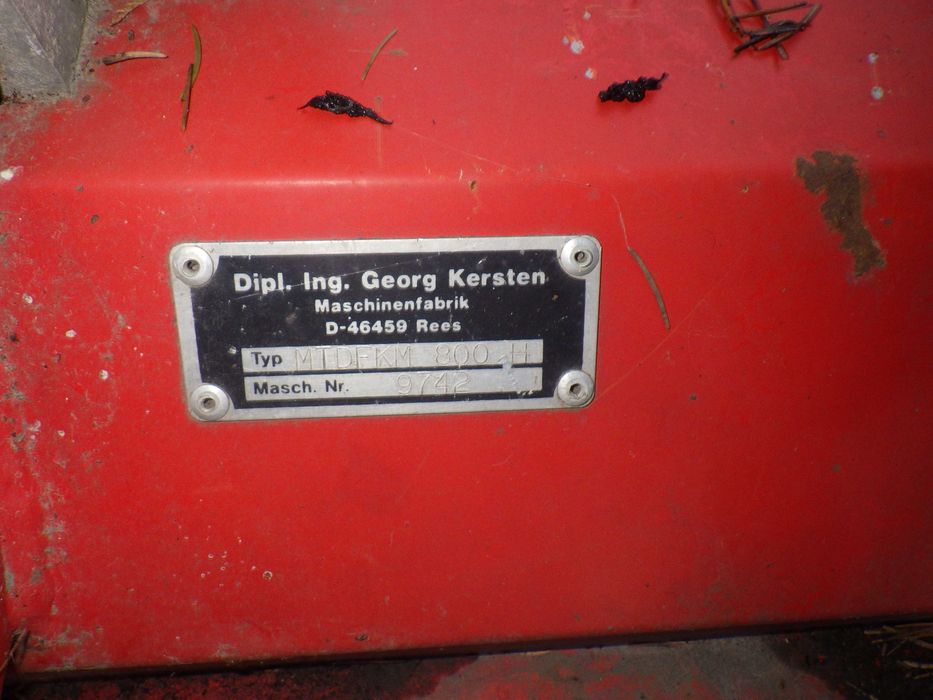 Dipl. Ing. Georg Kersten
Maschinenfabrik
D-46459 Rees
Typ MTDFKM 800 H
Masch. Nr. 9742